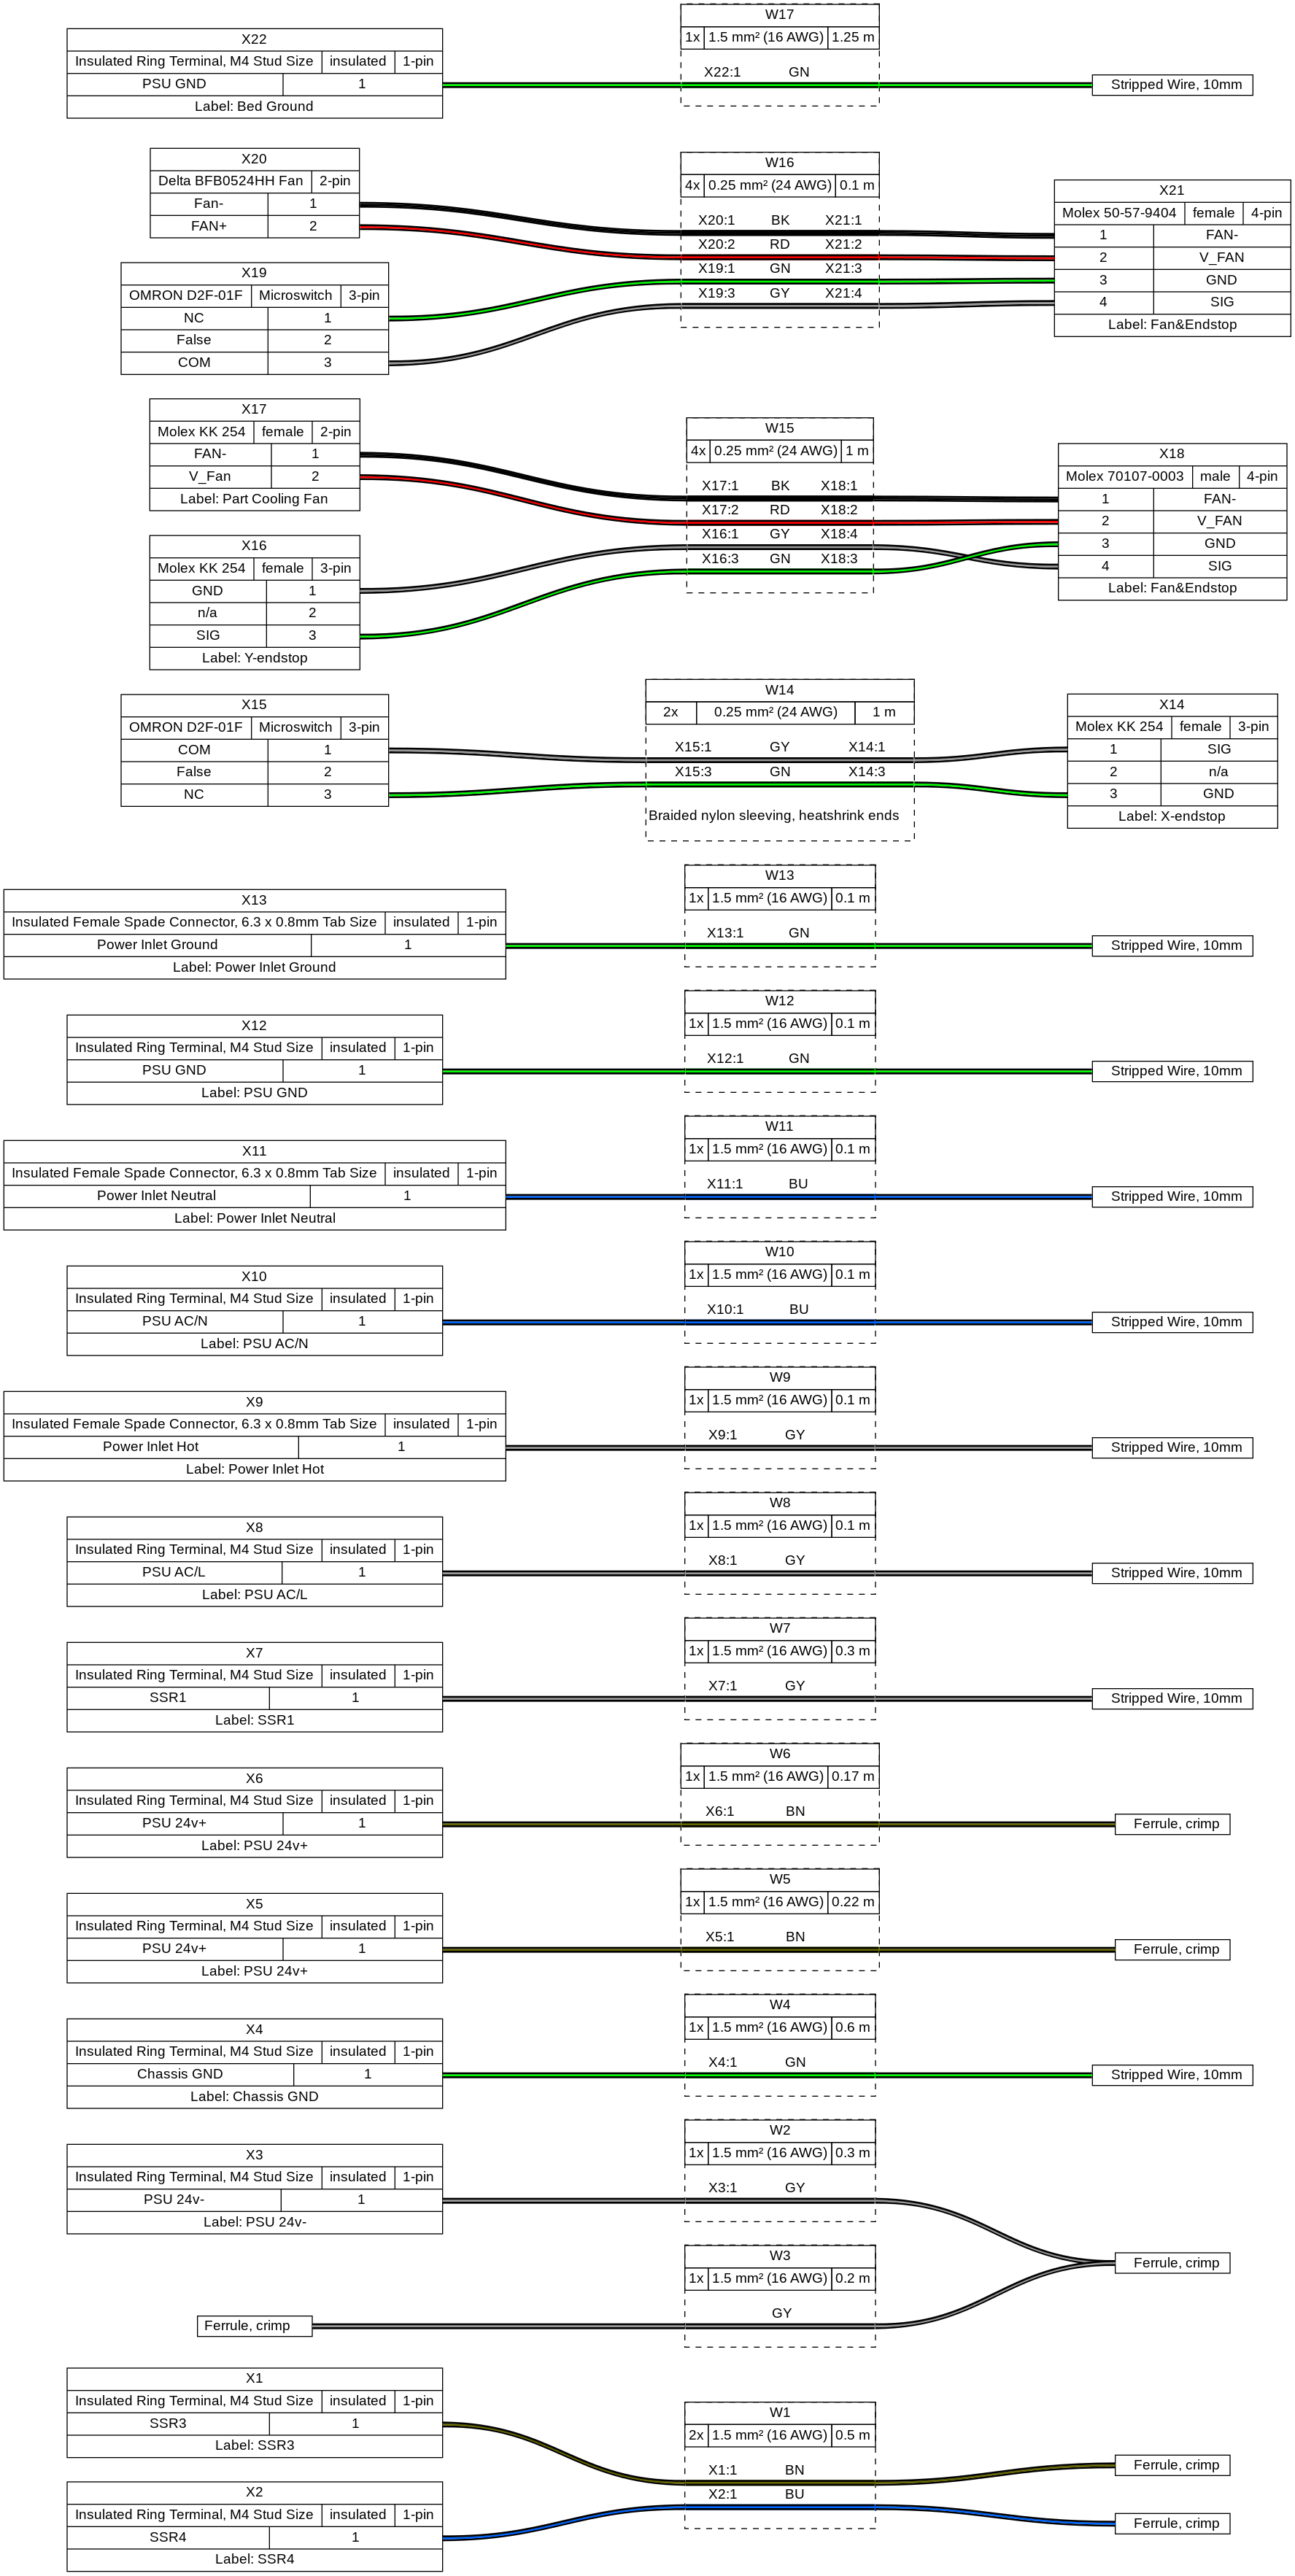 W17
1x 1.5 mm² (16 AWG) 1.25 m
X22
Insulated Ring Terminal, M4 Stud Size insulated 1-pin
X22:1 GN
PSU GND 1
Stripped Wire, 10mm
Label: Bed Ground
X20
Delta BFB0524HH Fan 2-pin
Fan- 1
FAN+ 2
W16
4x 0.25 mm² (24 AWG) 0.1 m
X20:1 BK X21:1
X20:2 RD X21:2
X19:1 GN X21:3
X19:3 GY X21:4
X21
Molex 50-57-9404 female 4-pin
1 FAN-
2 V_FAN
3 GND
4 SIG
Label: Fan&Endstop
X19
OMRON D2F-01F Microswitch 3-pin
NC 1
False 2
COM 3
X17
Molex KK 254 female 2-pin
FAN- 1
V_Fan 2
Label: Part Cooling Fan
W15
4x 0.25 mm² (24 AWG) 1 m
X17:1 BK X18:1
X17:2 RD X18:2
X16:1 GY X18:4
X16:3 GN X18:3
X18
Molex 70107-0003 male 4-pin
1 FAN-
2 V_FAN
3 GND
4 SIG
Label: Fan&Endstop
X16
Molex KK 254 female 3-pin
GND 1
n/a 2
SIG 3
Label: Y-endstop
X15
OMRON D2F-01F Microswitch 3-pin
COM 1
False 2
NC 3
W14
2x 0.25 mm² (24 AWG) 1 m
X15:1 GY X14:1
X15:3 GN X14:3
Braided nylon sleeving, heatshrink ends
X14
Molex KK 254 female 3-pin
1 SIG
2 n/a
3 GND
Label: X-endstop
W13
1x 1.5 mm² (16 AWG) 0.1 m
X13
Insulated Female Spade Connector, 6.3 x 0.8mm Tab Size insulated 1-pin
X13:1 GN
Power Inlet Ground 1
Stripped Wire, 10mm
Label: Power Inlet Ground
W12
1x 1.5 mm² (16 AWG) 0.1 m
X12
Insulated Ring Terminal, M4 Stud Size insulated 1-pin
X12:1 GN
PSU GND 1
Stripped Wire, 10mm
Label: PSU GND
W11
1x 1.5 mm² (16 AWG) 0.1 m
X11
Insulated Female Spade Connector, 6.3 x 0.8mm Tab Size insulated 1-pin
X11:1 BU
Power Inlet Neutral 1
Stripped Wire, 10mm
Label: Power Inlet Neutral
W10
1x 1.5 mm² (16 AWG) 0.1 m
X10
Insulated Ring Terminal, M4 Stud Size insulated 1-pin
X10:1 BU
PSU AC/N 1
Stripped Wire, 10mm
Label: PSU AC/N
W9
1x 1.5 mm² (16 AWG) 0.1 m
X9
Insulated Female Spade Connector, 6.3 x 0.8mm Tab Size insulated 1-pin
X9:1 GY
Power Inlet Hot 1
Stripped Wire, 10mm
Label: Power Inlet Hot
W8
1x 1.5 mm² (16 AWG) 0.1 m
X8
Insulated Ring Terminal, M4 Stud Size insulated 1-pin
X8:1 GY
PSU AC/L 1
Stripped Wire, 10mm
Label: PSU AC/L
W7
1x 1.5 mm² (16 AWG) 0.3 m
X7
Insulated Ring Terminal, M4 Stud Size insulated 1-pin
X7:1 GY
SSR1 1
Stripped Wire, 10mm
Label: SSR1
W6
1x 1.5 mm² (16 AWG) 0.17 m
X6
Insulated Ring Terminal, M4 Stud Size insulated 1-pin
X6:1 BN
PSU 24v+ 1
Ferrule, crimp
Label: PSU 24v+
W5
1x 1.5 mm² (16 AWG) 0.22 m
X5
Insulated Ring Terminal, M4 Stud Size insulated 1-pin
X5:1 BN
PSU 24v+ 1
Ferrule, crimp
Label: PSU 24v+
W4
1x 1.5 mm² (16 AWG) 0.6 m
X4
Insulated Ring Terminal, M4 Stud Size insulated 1-pin
X4:1 GN
Chassis GND 1
Stripped Wire, 10mm
Label: Chassis GND
W2
1x 1.5 mm² (16 AWG) 0.3 m
X3
Insulated Ring Terminal, M4 Stud Size insulated 1-pin
X3:1 GY
PSU 24v- 1
Label: PSU 24v-
W3
1x 1.5 mm² (16 AWG) 0.2 m
Ferrule, crimp
GY
Ferrule, crimp
X1
Insulated Ring Terminal, M4 Stud Size insulated 1-pin
SSR3 1
Label: SSR3
W1
2x 1.5 mm² (16 AWG) 0.5 m
X1:1 BN
X2:1 BU
Ferrule, crimp
Ferrule, crimp
X2
Insulated Ring Terminal, M4 Stud Size insulated 1-pin
SSR4 1
Label: SSR4